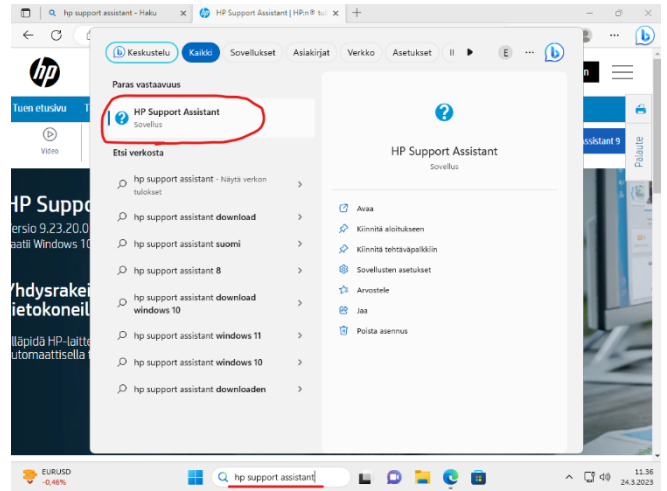 hp support assistant - Haku
HP Support Assistant | HP:n® tu
hp
Tuen etusivu
Video
HP Suppo
ersio 9.23.20.0
aatii Windows 10
Yhdysrakei
ietokoneil
lläpidä HP-laitte
utomaattisella t
Keskustelu
Kaikki
Sovellukset
Asiakirjat
Verkko
Asetukset
E
Paras vastaavuus
HP Support Assistant
Sovellus
Etsi verkosta
hp support assistant - Näytä verkon
tulokset
hp support assistant download
hp support assistant suomi
hp support assistant 8
hp support assistant download
windows 10
hp support assistant windows 11
hp support assistant windows 10
hp support assistant downloaden
HP Support Assistant
Sovellus
Avaa
Kiinnitä aloitukseen
Kiinnitä tehtäväpalkkiin
Sovellusten asetukset
Arvostele
Jaa
Poista asennus
n
ssistant 9
Palaute
EURUSD
-0,46%
hp support assistant
11.36
24.3.2023